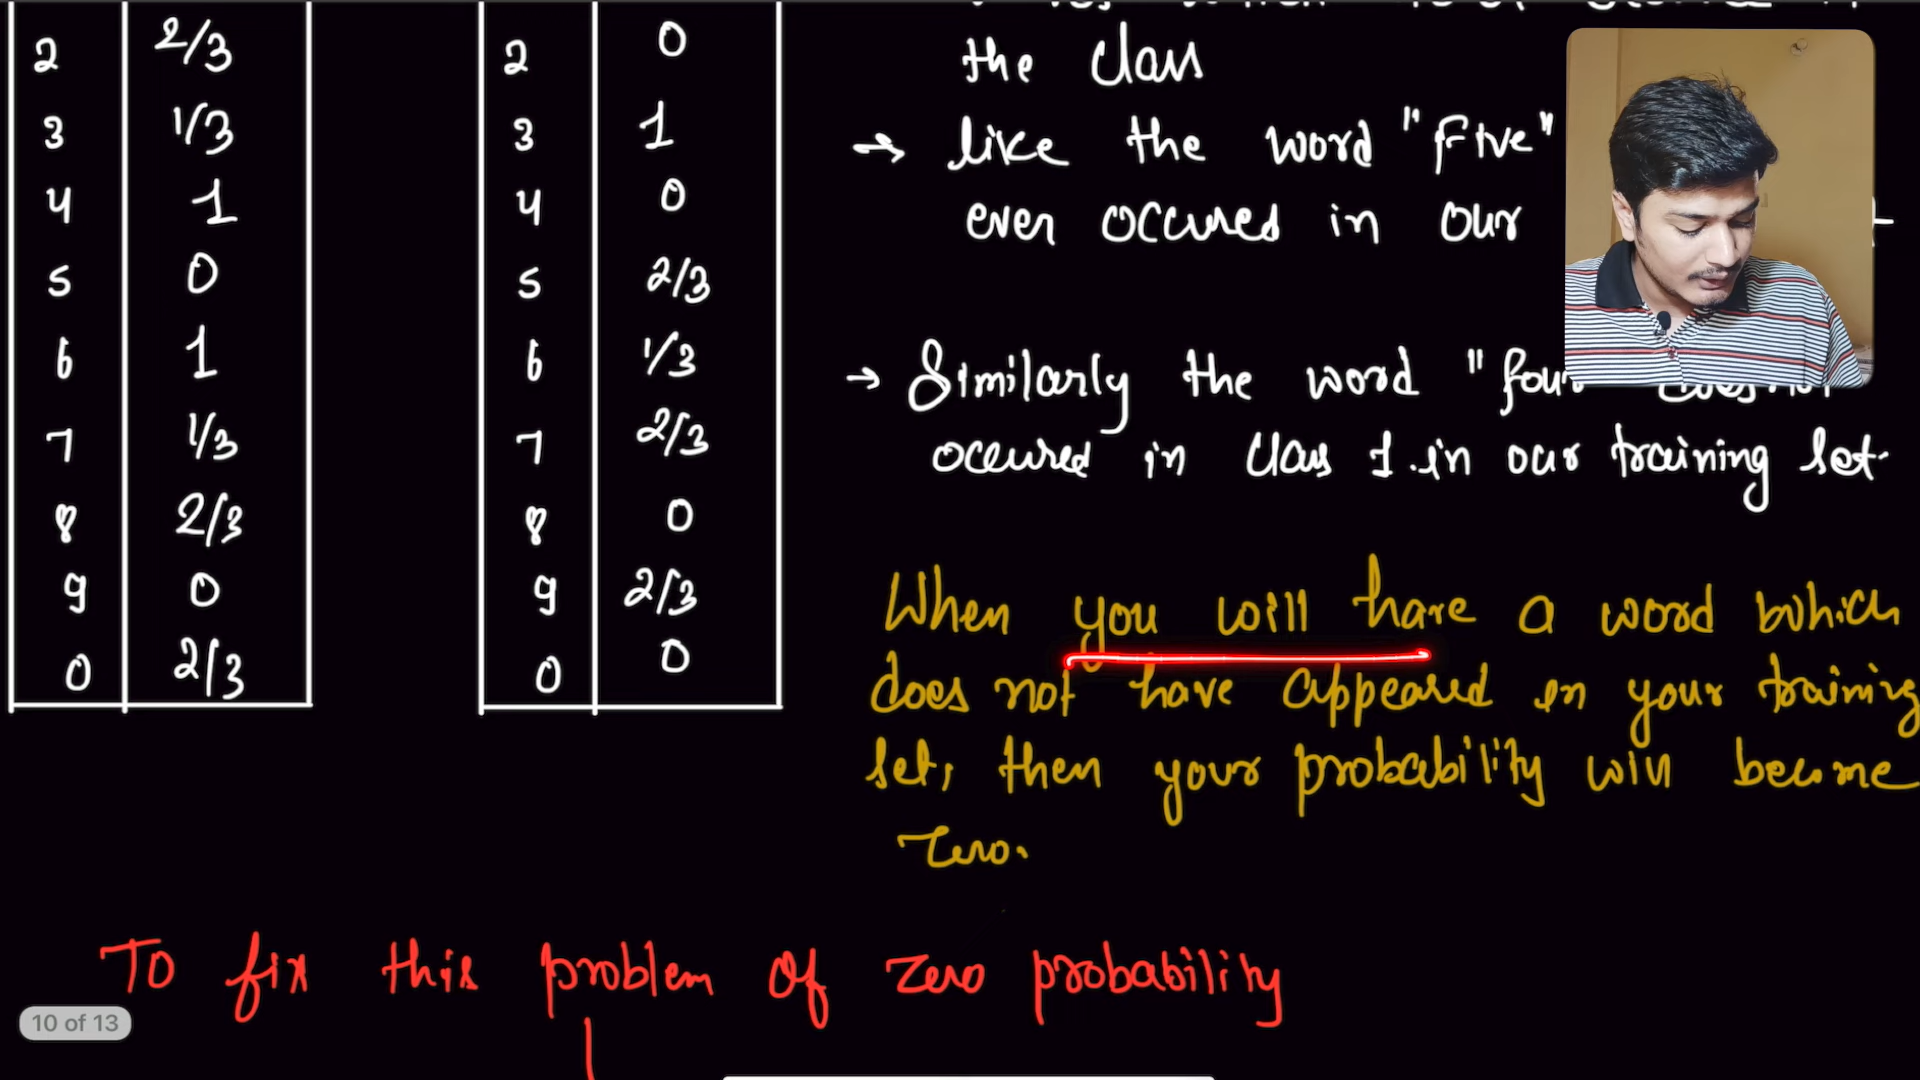 the class
→ like the word "five"
ever occured in our
→ Similarly the word "four
occured in class 1. in our training set.
When you will have a word which
does not have appeared in your training
set, then your probability will become
zero.
2 2/3
3 1/3
4 1
5 0
6 1
7 1/3
8 2/3
9 0
0 2/3
2 0
3 1
4 0
5 2/3
6 1/3
7 2/3
8 0
9 2/3
0 0
To fix this problem of zero probability
10 of 13